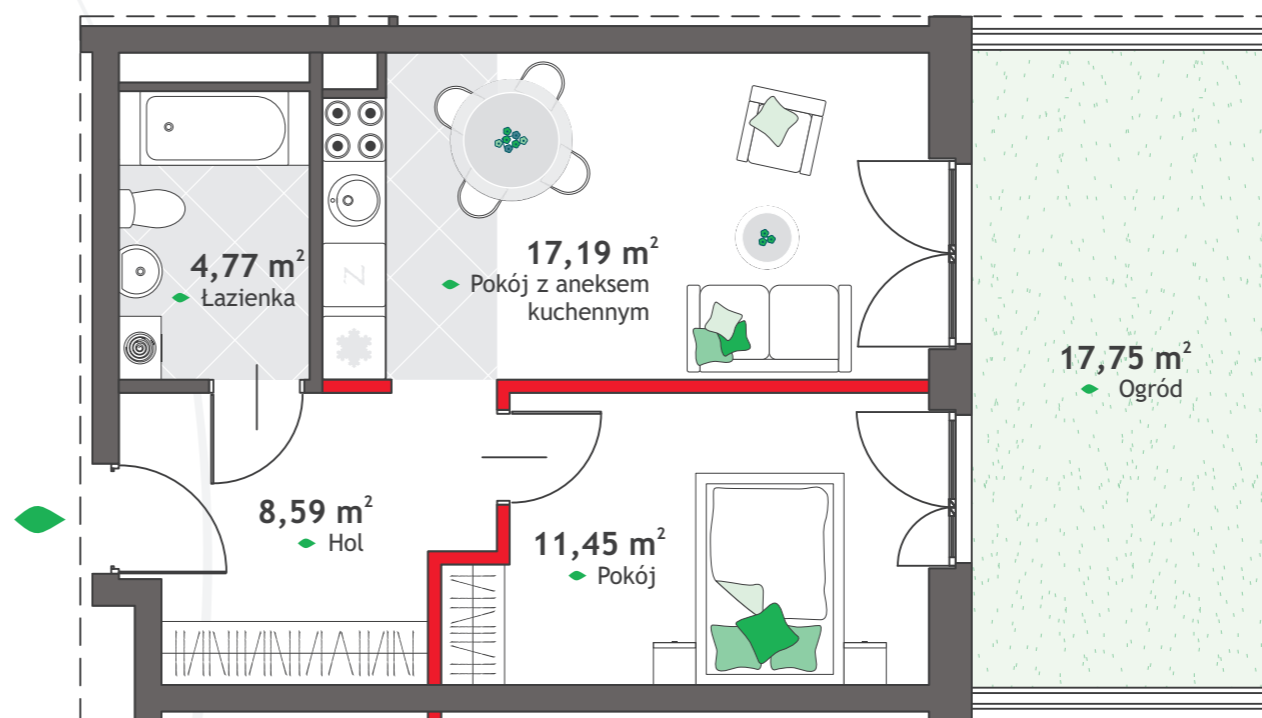 4,77 m²
Łazienka
17,19 m²
Pokój z aneksem
kuchennym
17,75 m²
Ogród
8,59 m²
Hol
11,45 m²
Pokój